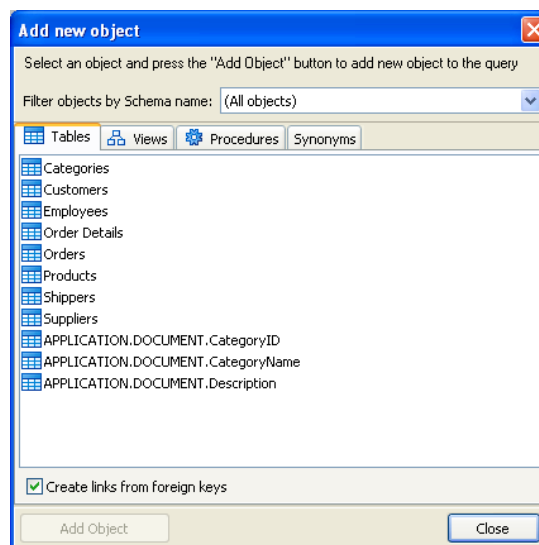 Add new object
Select an object and press the "Add Object" button to add new object to the query
Filter objects by Schema name: (All objects)
Tables Views Procedures Synonyms
Categories
Customers
Employees
Order Details
Orders
Products
Shippers
Suppliers
APPLICATION.DOCUMENT.CategoryID
APPLICATION.DOCUMENT.CategoryName
APPLICATION.DOCUMENT.Description
Create links from foreign keys
Add Object Close